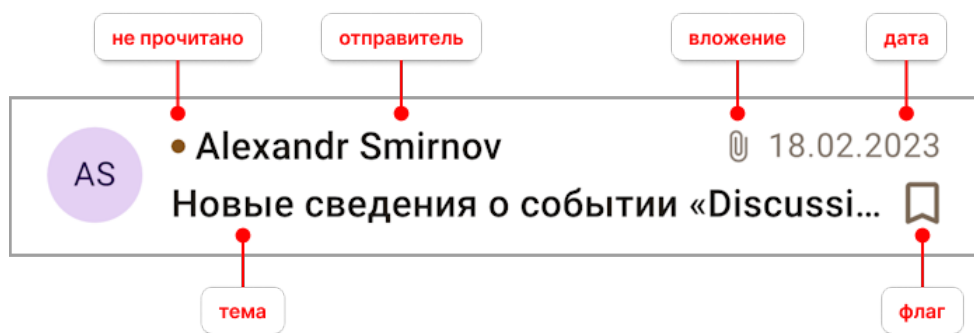 не прочитано отправитель вложение дата
AS
Alexandr Smirnov 18.02.2023
Новые сведения о событии «Discussi...
тема флаг